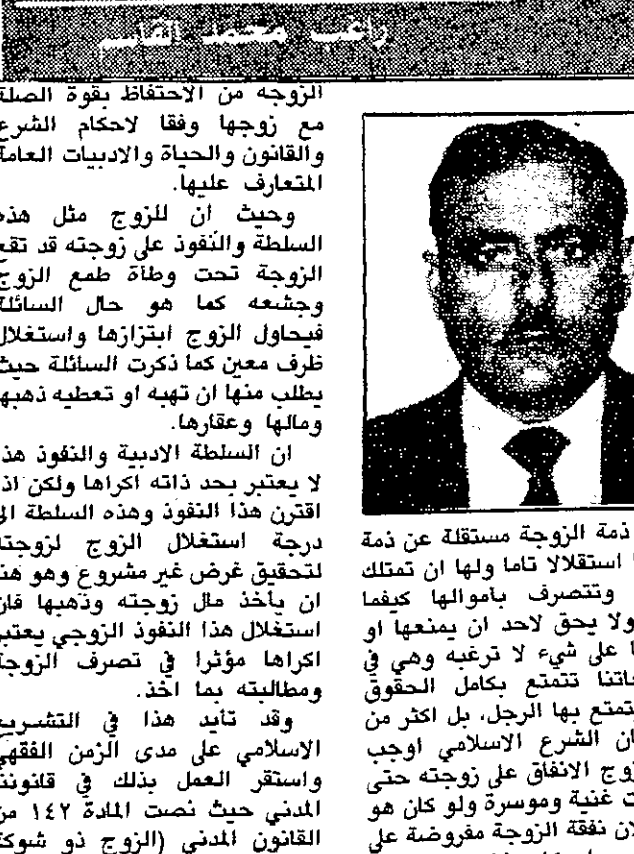 راغب محمد القاسم
ذمة الزوجة مستقلة عن ذمة
ا استقلالا تاما ولها ان تمتلك
وتتصرف باموالها كيفما
ولا يحق لاحد ان يمنعها او
ا على شيء لا ترغبه وهي في
عاتنا تتمتع بكامل الحقوق
تمتع بها الرجل، بل اكثر من
ان الشرع الاسلامي اوجب
زوج الانفاق على زوجته حتى
ت غنية وموسرة ولو كان هو
لان نفقة الزوجة مفروضة على
الزوجه من الاحتفاظ بقوة الصلة
مع زوجها وفقا لاحكام الشرع
والقانون والحياة والادبيات العامة
المتعارف عليها.
وحيث ان للزوج مثل هذه
السلطة والنفوذ على زوجته قد تقع
الزوجة تحت وطأة طمع الزوج
وجشعه كما هو حال السائلة
فيحاول الزوج ابتزازها واستغلال
ظرف معين كما ذكرت السائلة حيث
يطلب منها ان تهبه او تعطيه ذهبها
ومالها وعقارها.
ان السلطة الادبية والنفوذ هذ
لا يعتبر بحد ذاته اكراها ولكن اذ
اقترن هذا النفوذ وهذه السلطة الى
درجة استغلال الزوج لزوجته
لتحقيق غرض غير مشروع وهو هنا
ان يأخذ مال زوجته وذهبها فان
استغلال هذا النفوذ الزوجي يعتبر
اكراها مؤثرا في تصرف الزوجة
ومطالبته بما اخذ.
وقد تأيد هذا في التشريع
الاسلامي على مدى الزمن الفقهي
واستقر العمل بذلك في قانوننا
المدني حيث نصت المادة ١٤٢ من
القانون المدني (الزوج ذو شوكة